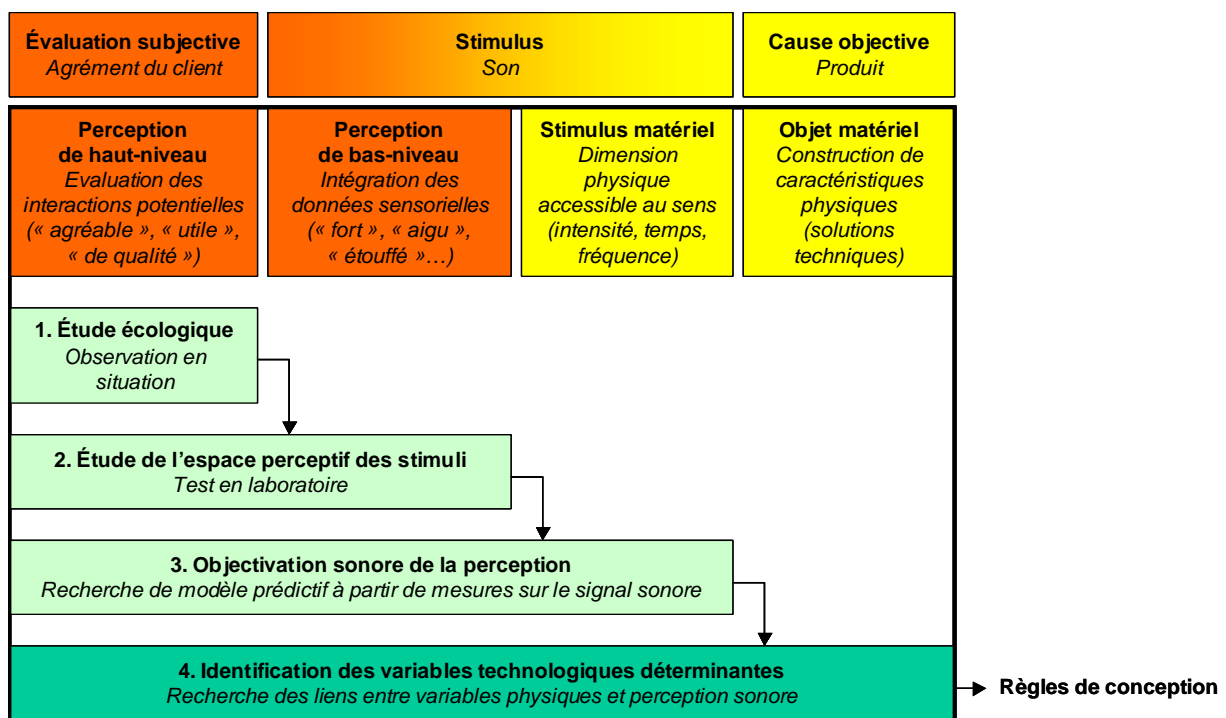 Évaluation subjective
Agrément du client
Stimulus
Son
Cause objective
Produit
Perception
de haut-niveau
Evaluation des
interactions potentielles
(« agréable », « utile »,
« de qualité »)
Perception
de bas-niveau
Intégration des
données sensorielles
(« fort », « aigu »,
« étouffé »…)
Stimulus matériel
Dimension
physique
accessible au sens
(intensité, temps,
fréquence)
Objet matériel
Construction de
caractéristiques
physiques
(solutions
techniques)
1. Étude écologique
Observation en
situation
2. Étude de l’espace perceptif des stimuli
Test en laboratoire
3. Objectivation sonore de la perception
Recherche de modèle prédictif à partir de mesures sur le signal sonore
4. Identification des variables technologiques déterminantes
Recherche des liens entre variables physiques et perception sonore
Règles de conception